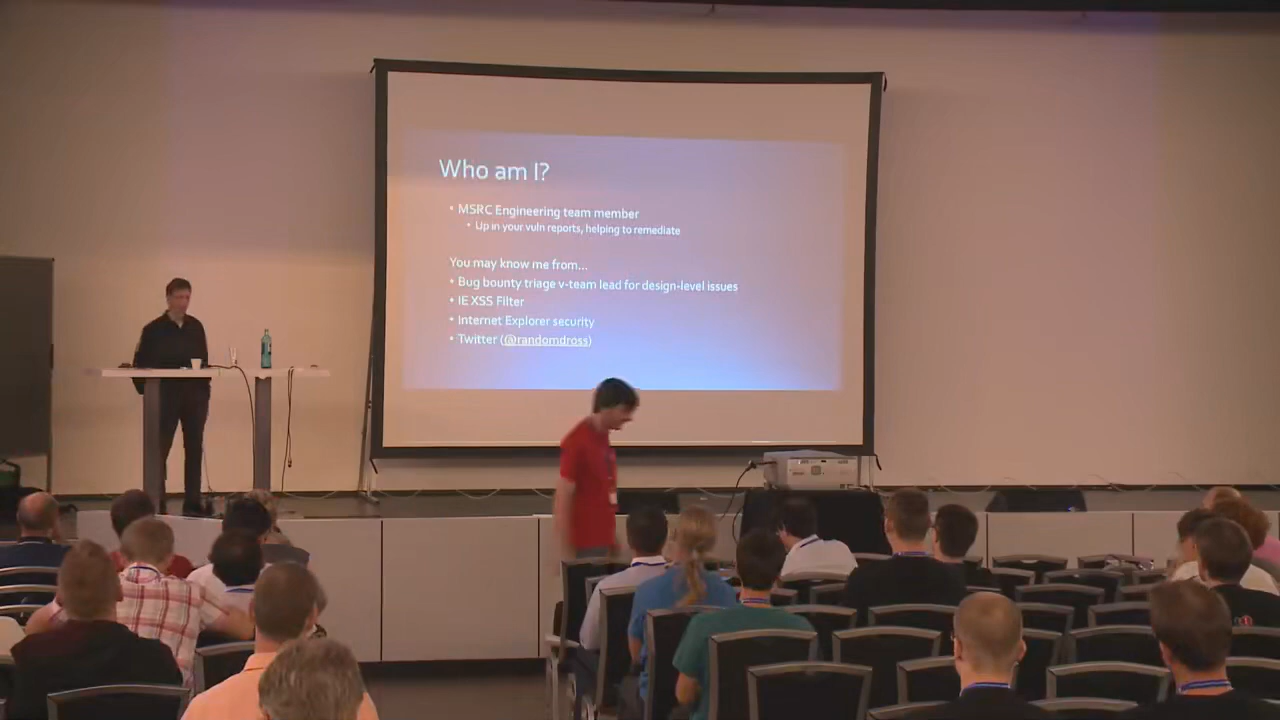 Who am I?
• MSRC Engineering team member
• Up in your vuln reports, helping to remediate
You may know me from...
• Bug bounty triage v-team lead for design-level issues
• IE XSS Filter
• Internet Explorer security
• Twitter (@randomdross)